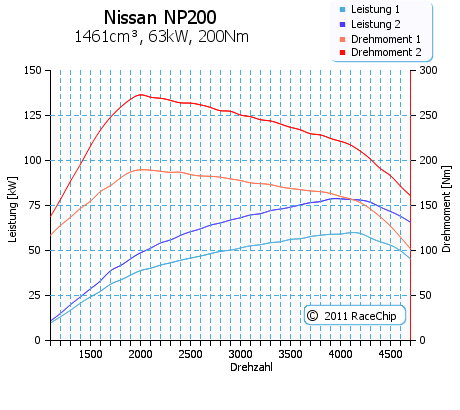 Nissan NP200
1461cm³, 63kW, 200Nm
Leistung 1
Leistung 2
Drehmoment 1
Drehmoment 2
150
125
100
75
50
25
0
Leistung [kW]
300
250
200
150
100
50
0
Drehmoment [Nm]
1500 2000 2500 3000 3500 4000 4500
Drehzahl
© 2011 RaceChip